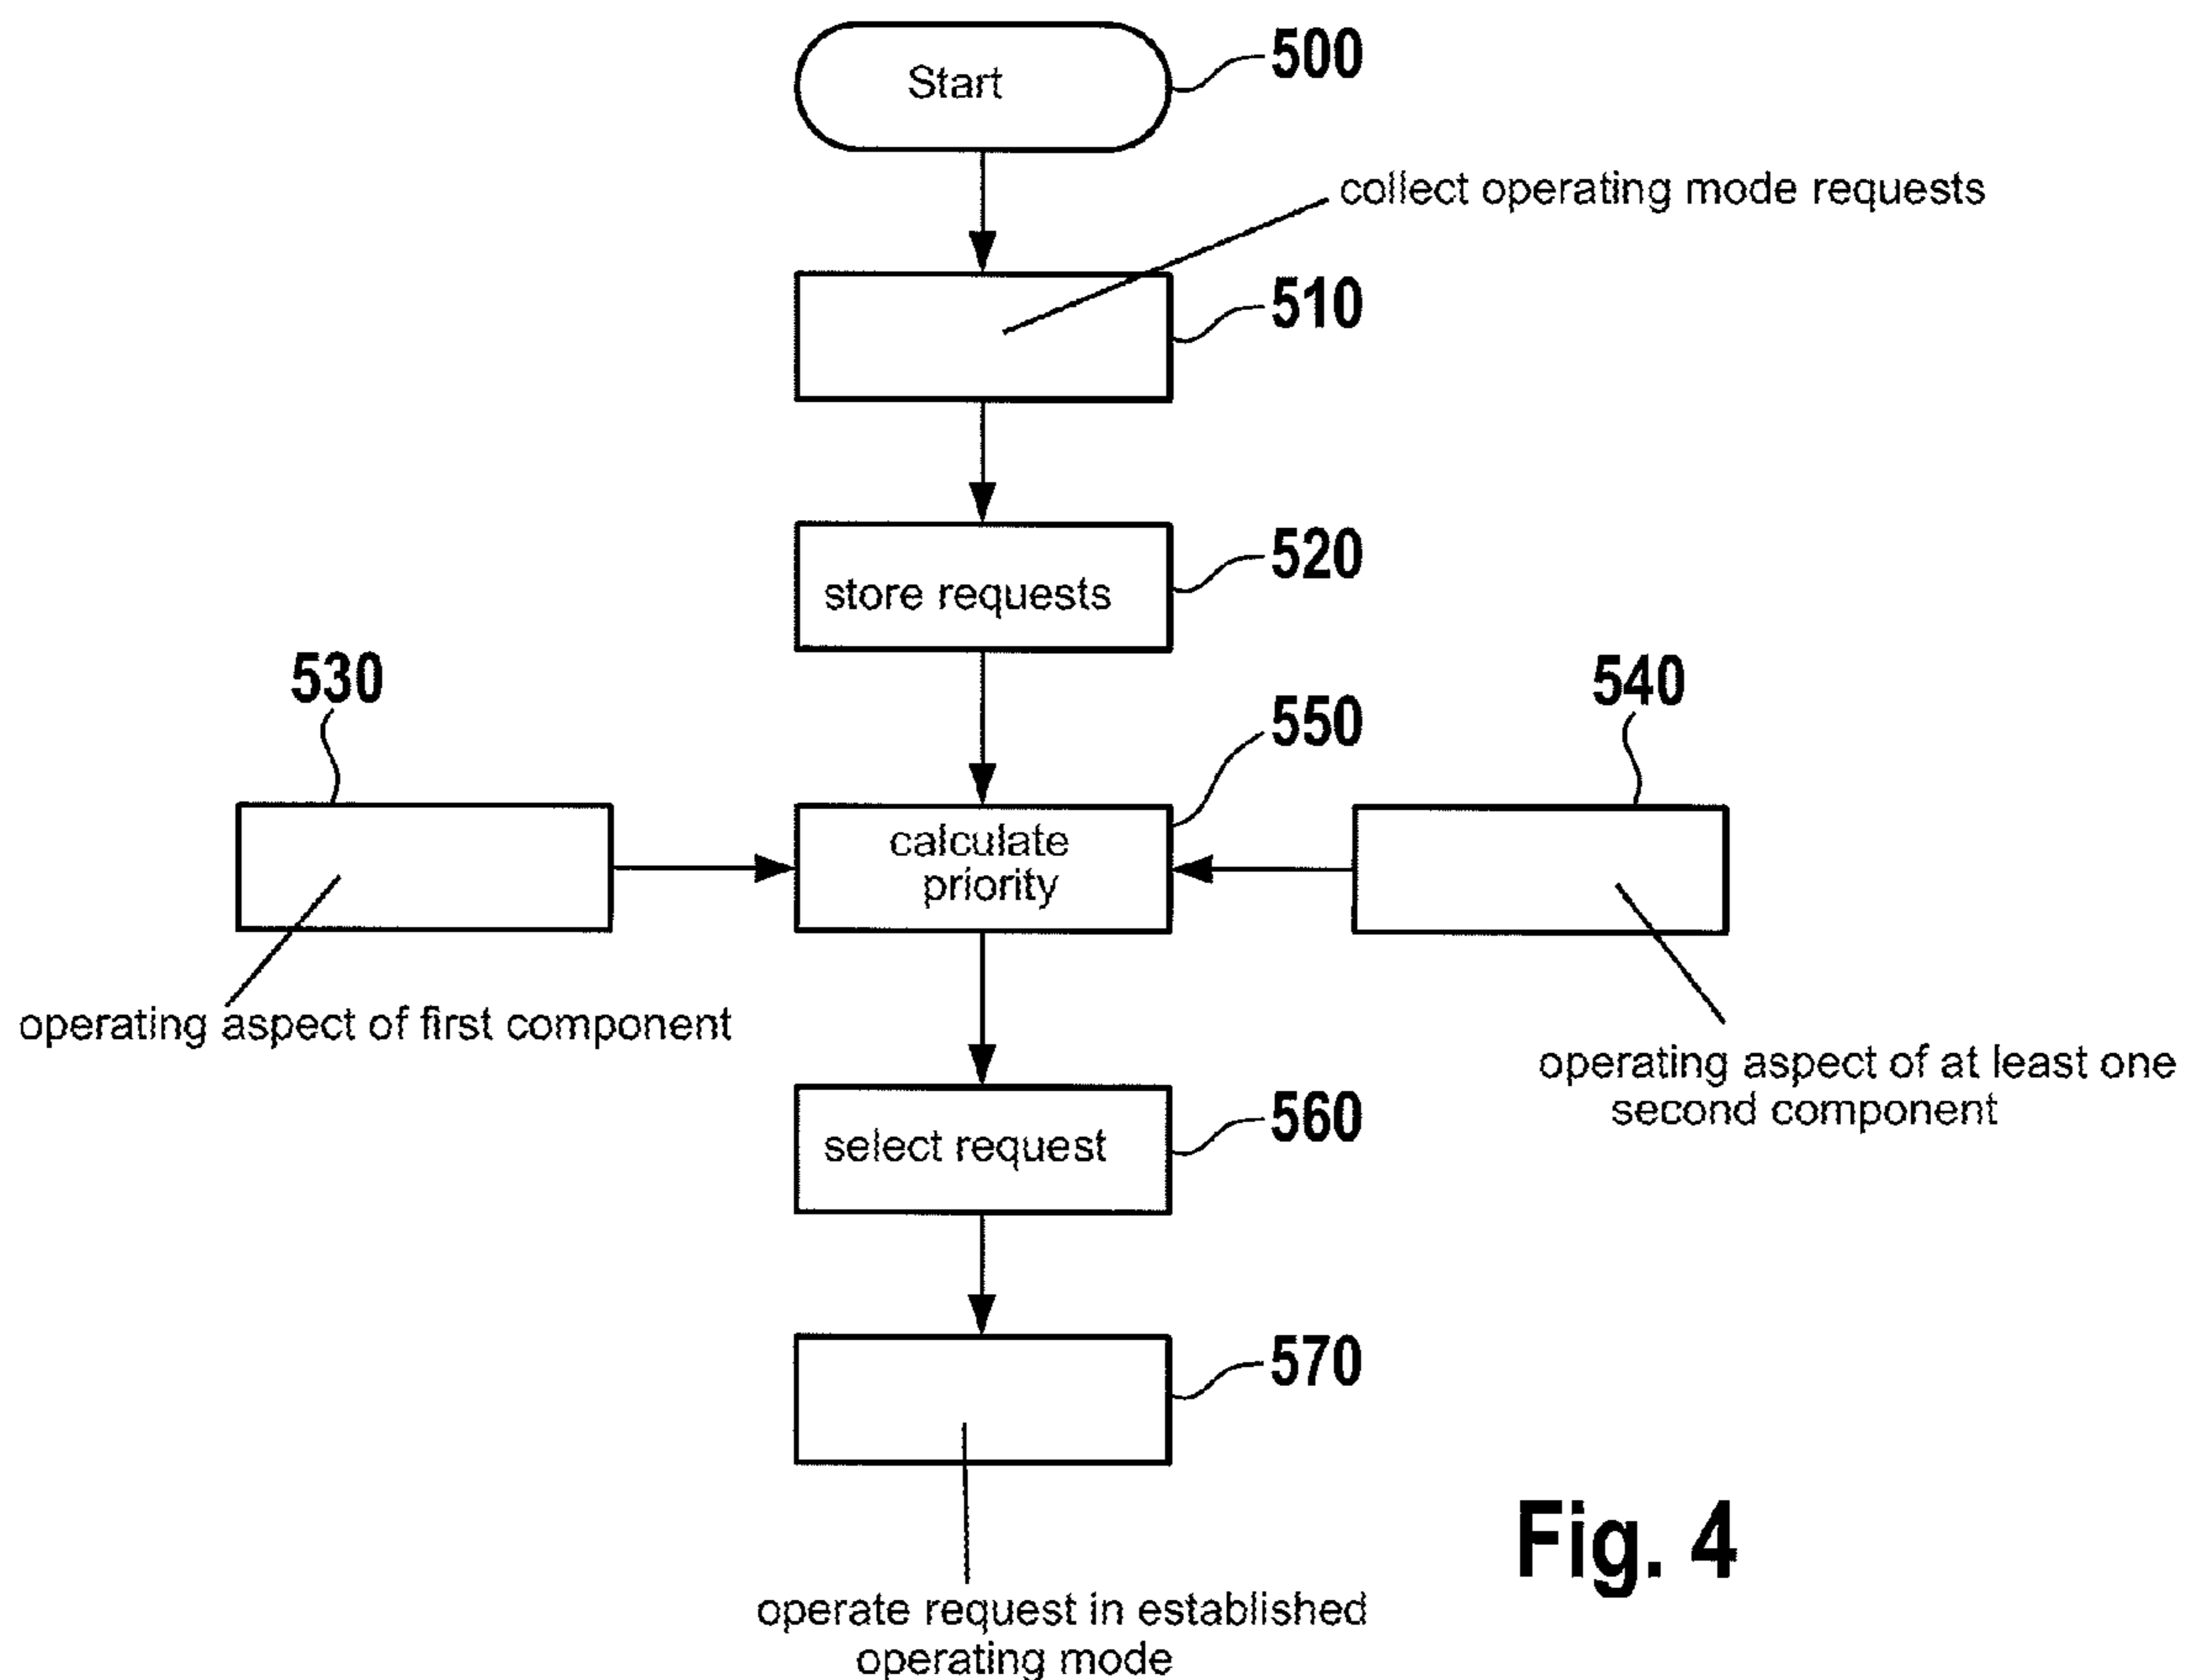 Start
500
collect operating mode requests
510
520
store requests
530
540
550
calculate
priority
operating aspect of first component
operating aspect of at least one
second component
560
select request
570
Fig. 4
operate request in established
operating mode